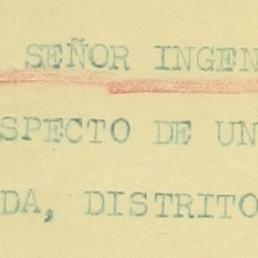 SEÑOR INGEN
SPECTO DE UN
DA, DISTRITO